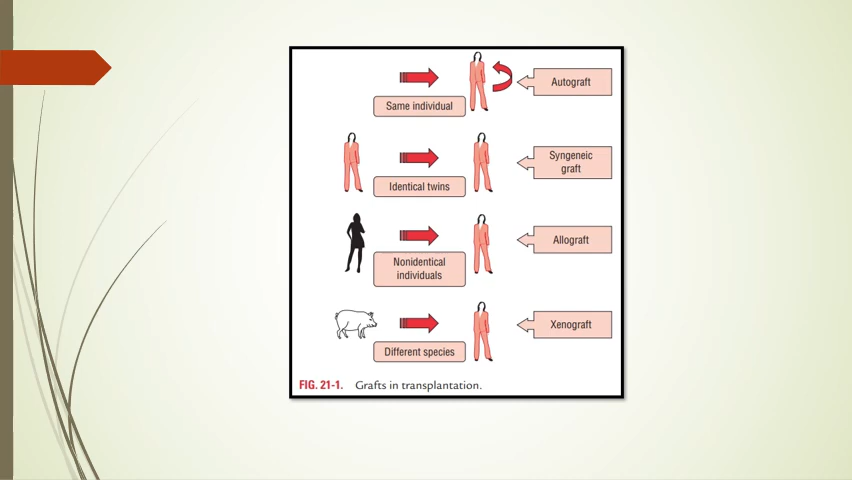 Autograft
Same individual
Syngeneic
graft
Identical twins
Allograft
Nonidentical
individuals
Xenograft
Different species
FIG. 21-1. Grafts in transplantation.